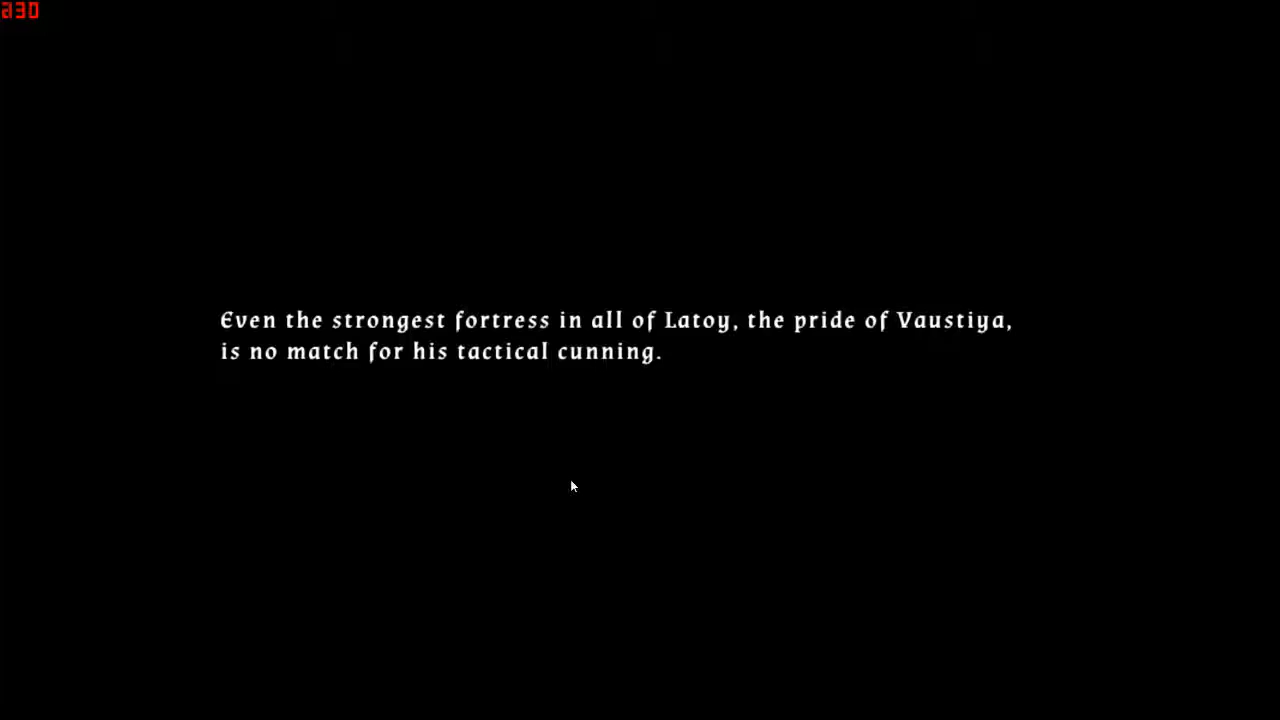 230
Even the strongest fortress in all of Latoy, the pride of Vaustiya,
is no match for his tactical cunning.